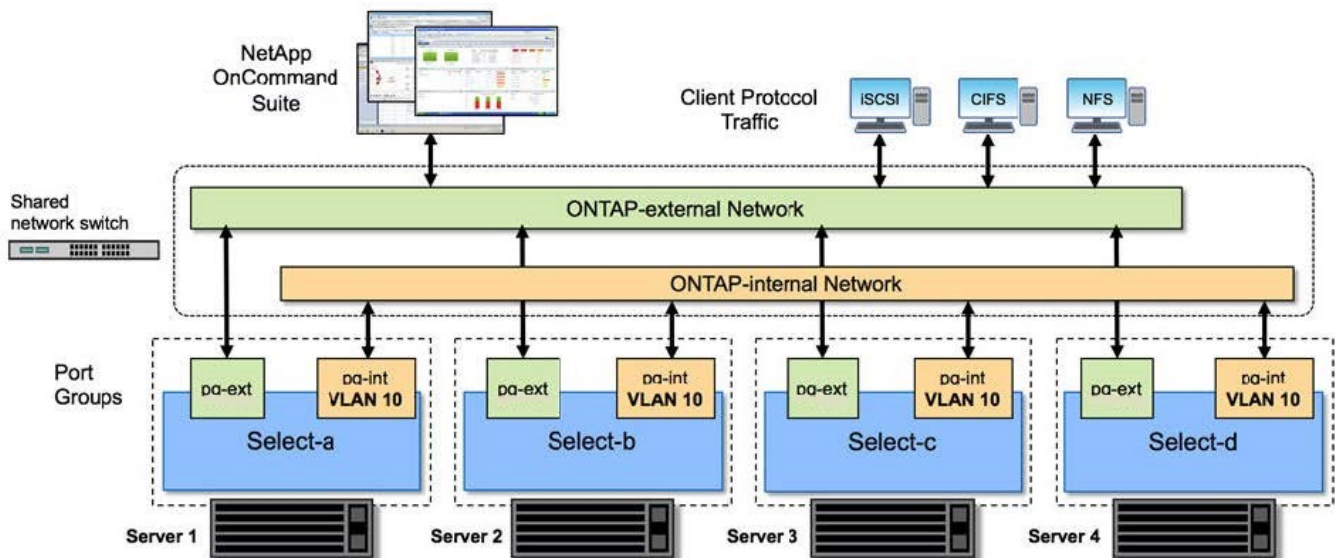 NetApp
OnCommand
Suite
Client Protocol
Traffic
iSCSI
CIFS
NFS
Shared
network switch
ONTAP-external Network
ONTAP-internal Network
Port
Groups
pg-ext
pg-int
VLAN 10
Select-a
pg-ext
pg-int
VLAN 10
Select-b
pg-ext
pg-int
VLAN 10
Select-c
pg-ext
pg-int
VLAN 10
Select-d
Server 1
Server 2
Server 3
Server 4